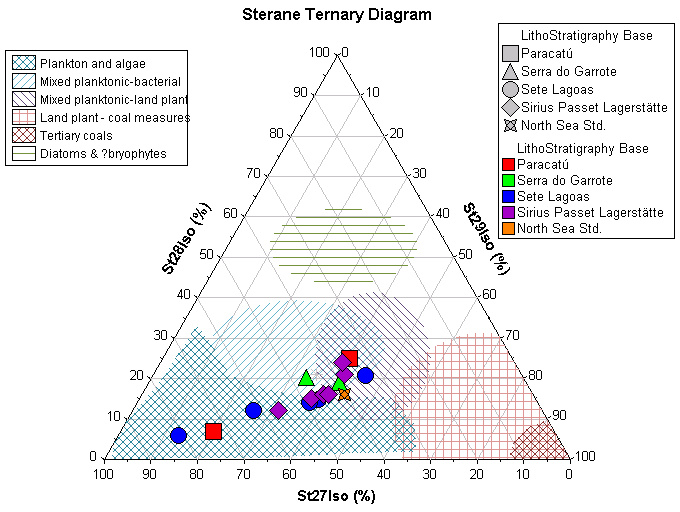 Sterane Ternary Diagram
Plankton and algae
Mixed planktonic-bacterial
Mixed planktonic-land plant
Land plant - coal measures
Tertiary coals
Diatoms & ?bryophytes
LithoStratigraphy Base
Paracatú
Serra do Garrote
Sete Lagoas
Sirius Passet Lagerstätte
North Sea Std.
LithoStratigraphy Base
Paracatú
Serra do Garrote
Sete Lagoas
Sirius Passet Lagerstätte
North Sea Std.
100 0
90 10
80 20
70 30
60 40
50 50
40 60
30 70
20 80
10 90
0 100
St28Iso (%)
St29Iso (%)
100 90 80 70 60 50 40 30 20 10 0
St27Iso (%)